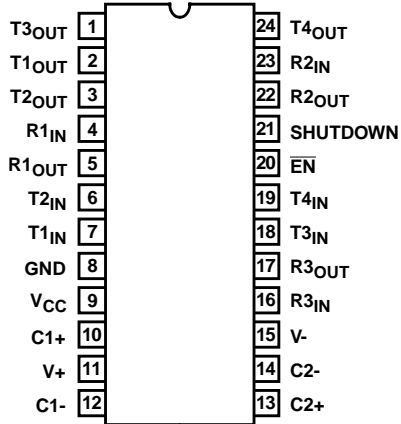 T3OUT 1 24 T4OUT
T1OUT 2 23 R2IN
T2OUT 3 22 R2OUT
R1IN 4 21 SHUTDOWN
R1OUT 5 20 E̅N̅
T2IN 6 19 T4IN
T1IN 7 18 T3IN
GND 8 17 R3OUT
VCC 9 16 R3IN
C1+ 10 15 V-
V+ 11 14 C2-
C1- 12 13 C2+